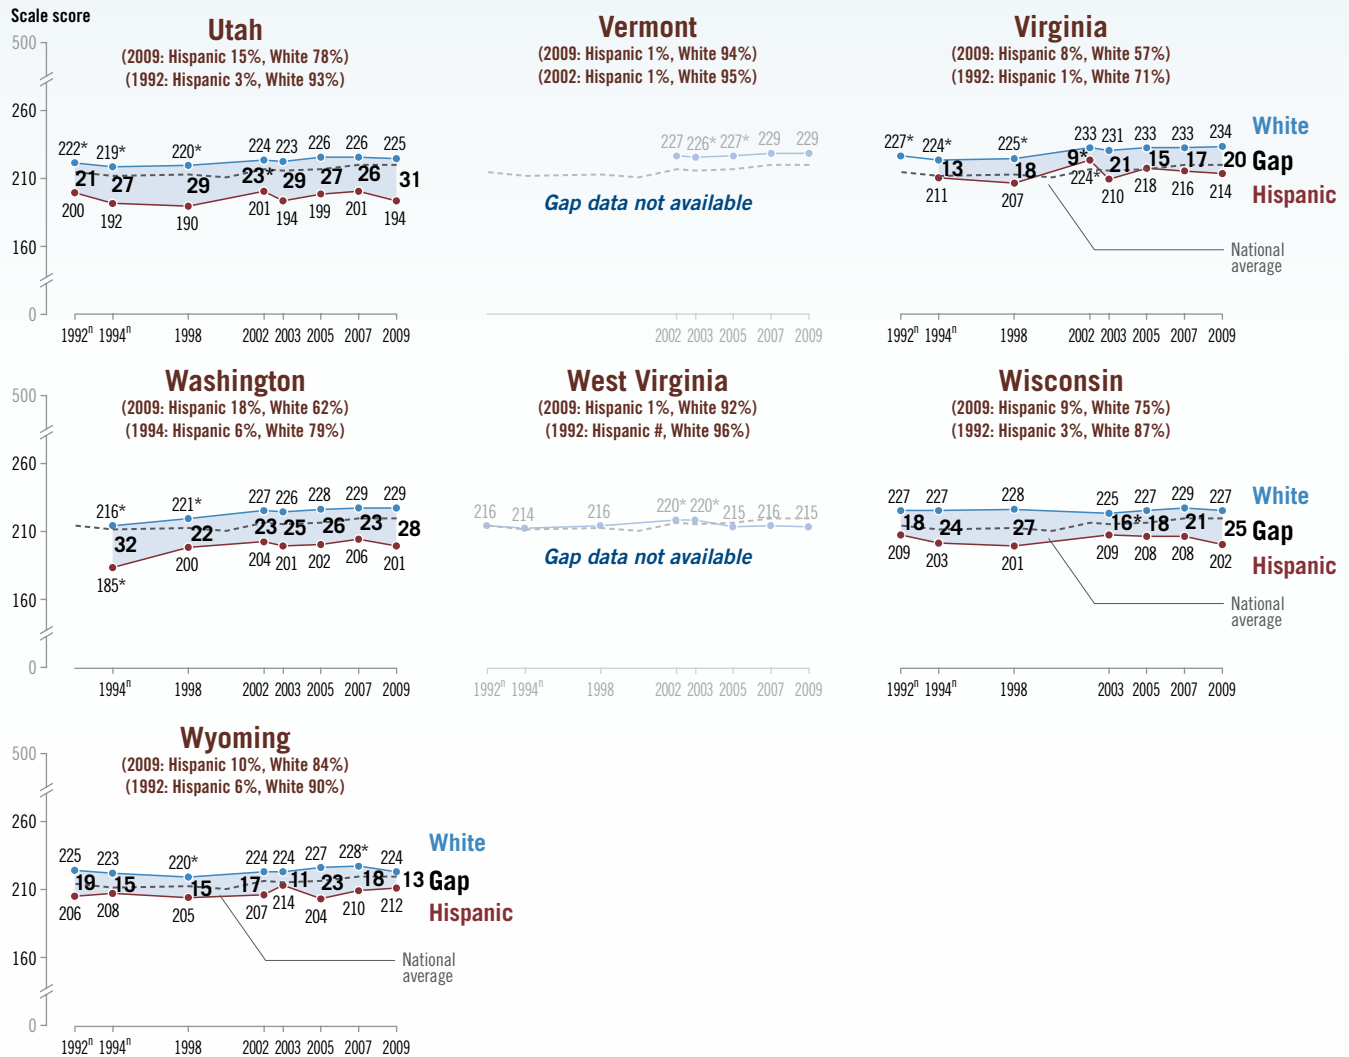 Scale score
Utah
(2009: Hispanic 15%, White 78%)
(1992: Hispanic 3%, White 93%)
500
260
210
160
0
222* 219* 220* 224 223 226 226 225
21 27 29 23* 29 27 26 31
200 192 190 201 194 199 201 194
1992ⁿ 1994ⁿ 1998 2002 2003 2005 2007 2009
Vermont
(2009: Hispanic 1%, White 94%)
(2002: Hispanic 1%, White 95%)
227 226* 227* 229 229
Gap data not available
2002 2003 2005 2007 2009
Virginia
(2009: Hispanic 8%, White 57%)
(1992: Hispanic 1%, White 71%)
227* 224* 225* 233 231 233 233 234
13 18 9* 21 15 17 20
211 207 224* 210 218 216 214
White
Gap
Hispanic
National
average
1992ⁿ 1994ⁿ 1998 2002 2003 2005 2007 2009
Washington
(2009: Hispanic 18%, White 62%)
(1994: Hispanic 6%, White 79%)
500
260
210
160
0
216* 221* 227 226 228 229 229
32 22 23 25 26 23 28
185* 200 204 201 202 206 201
1994ⁿ 1998 2002 2003 2005 2007 2009
West Virginia
(2009: Hispanic 1%, White 92%)
(1992: Hispanic #, White 96%)
216 214 216 220* 220* 215 216 215
Gap data not available
1992ⁿ 1994ⁿ 1998 2002 2003 2005 2007 2009
Wisconsin
(2009: Hispanic 9%, White 75%)
(1992: Hispanic 3%, White 87%)
227 227 228 225 227 229 227
18 24 27 16* 18 21 25
209 203 201 209 208 208 202
White
Gap
Hispanic
National
average
1992ⁿ 1994ⁿ 1998 2003 2005 2007 2009
Wyoming
(2009: Hispanic 10%, White 84%)
(1992: Hispanic 6%, White 90%)
500
260
210
160
0
225 223 220* 224 224 227 228* 224
19 15 15 17 11 23 18 13
206 208 205 207 214 204 210 212
White
Gap
Hispanic
National
average
1992ⁿ 1994ⁿ 1998 2002 2003 2005 2007 2009